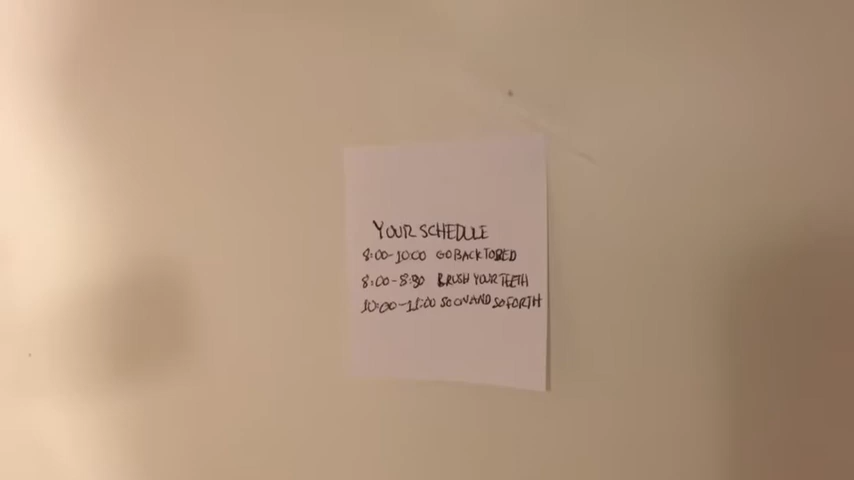 YOUR SCHEDULE
8:00-10:00 GO BACK TO BED
8:00-8:30 BRUSH YOUR TEETH
10:00-11:00 SO ON AND SO FORTH